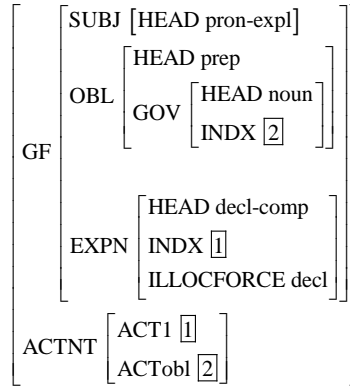 SUBJ [HEAD pron-expl]
HEAD prep
OBL
HEAD noun
GOV
INDX 2
GF
HEAD decl-comp
EXPN INDX 1
ILLOCFORCE decl
ACT1 1
ACTNT
ACTobl 2